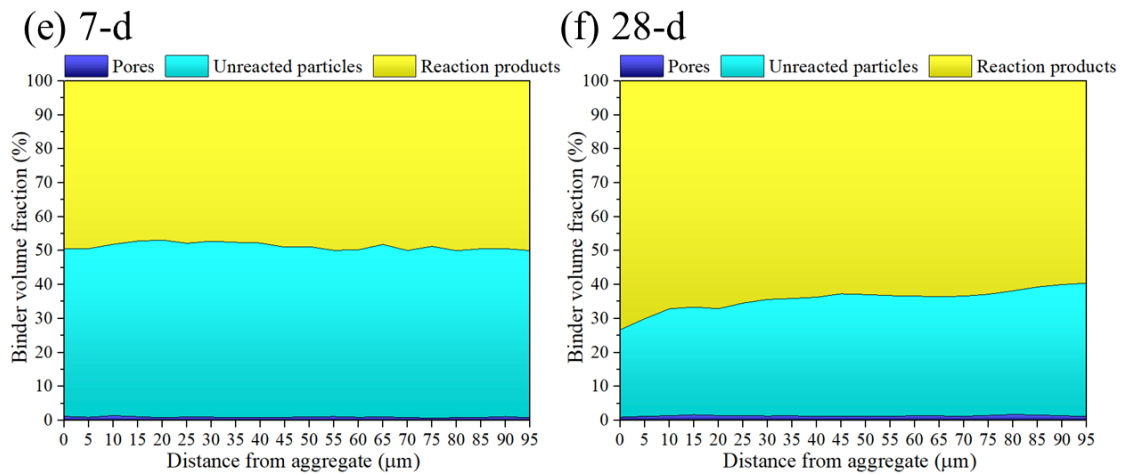 (e) 7-d
Pores Unreacted particles Reaction products
100
90
80
70
60
50
40
30
20
10
0
Binder volume fraction (%)
0 5 10 15 20 25 30 35 40 45 50 55 60 65 70 75 80 85 90 95
Distance from aggregate (μm)
(f) 28-d
Pores Unreacted particles Reaction products
100
90
80
70
60
50
40
30
20
10
0
Binder volume fraction (%)
0 5 10 15 20 25 30 35 40 45 50 55 60 65 70 75 80 85 90 95
Distance from aggregate (μm)